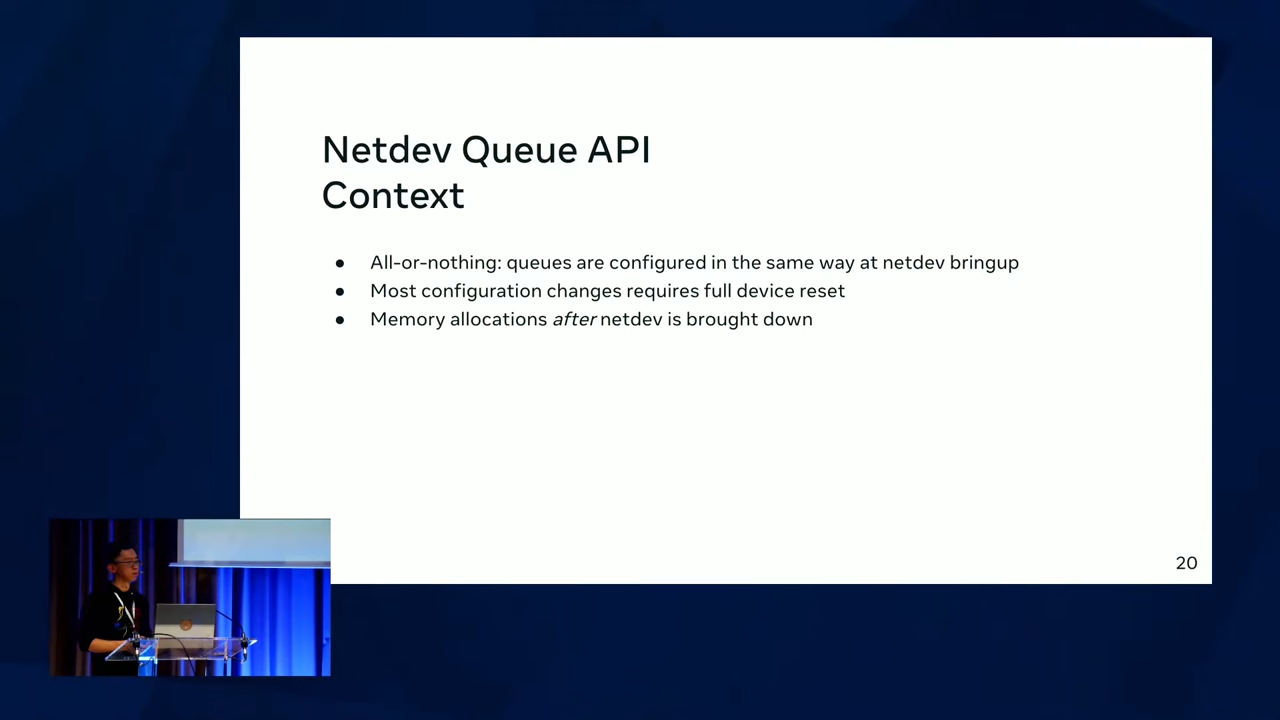 Netdev Queue API
Context
● All-or-nothing: queues are configured in the same way at netdev bringup
● Most configuration changes requires full device reset
● Memory allocations after netdev is brought down
20